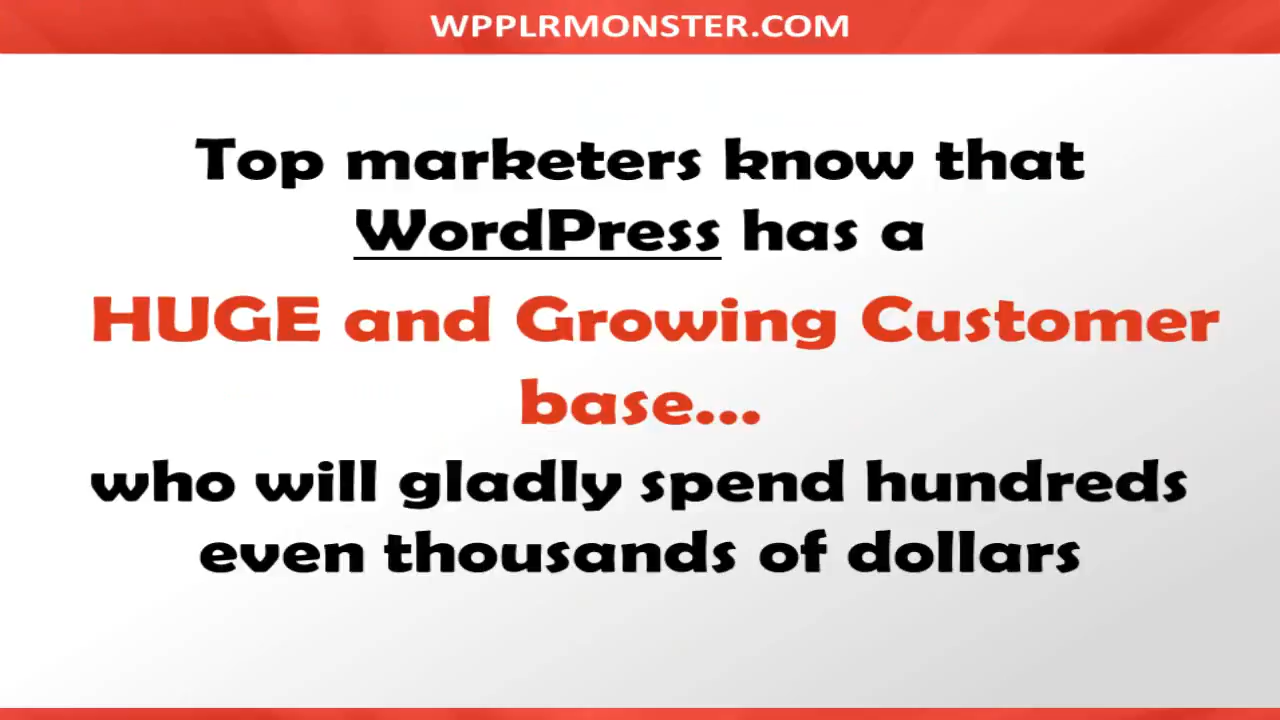 WPPLRMONSTER.COM
Top marketers know that
WordPress has a
HUGE and Growing Customer
base...
who will gladly spend hundreds
even thousands of dollars